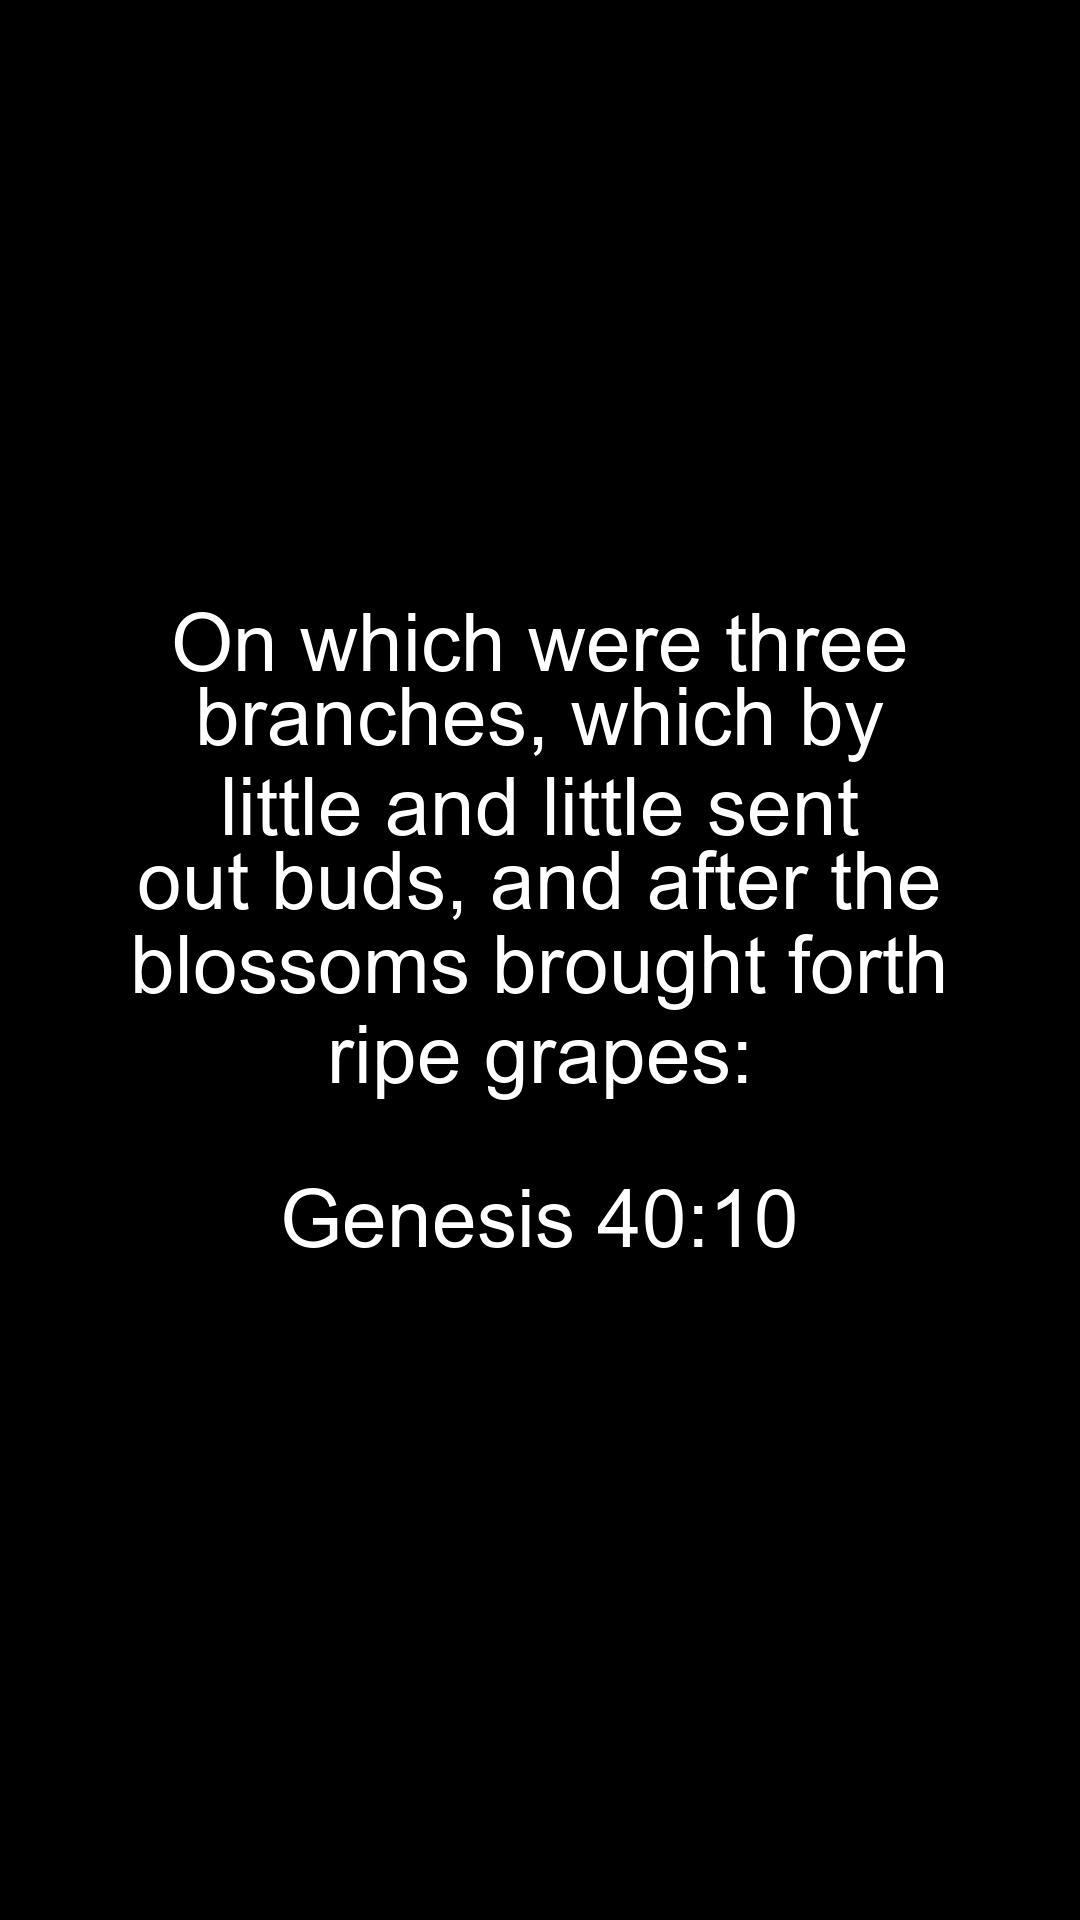 On which were three
branches, which by
little and little sent
out buds, and after the
blossoms brought forth
ripe grapes:
Genesis 40:10